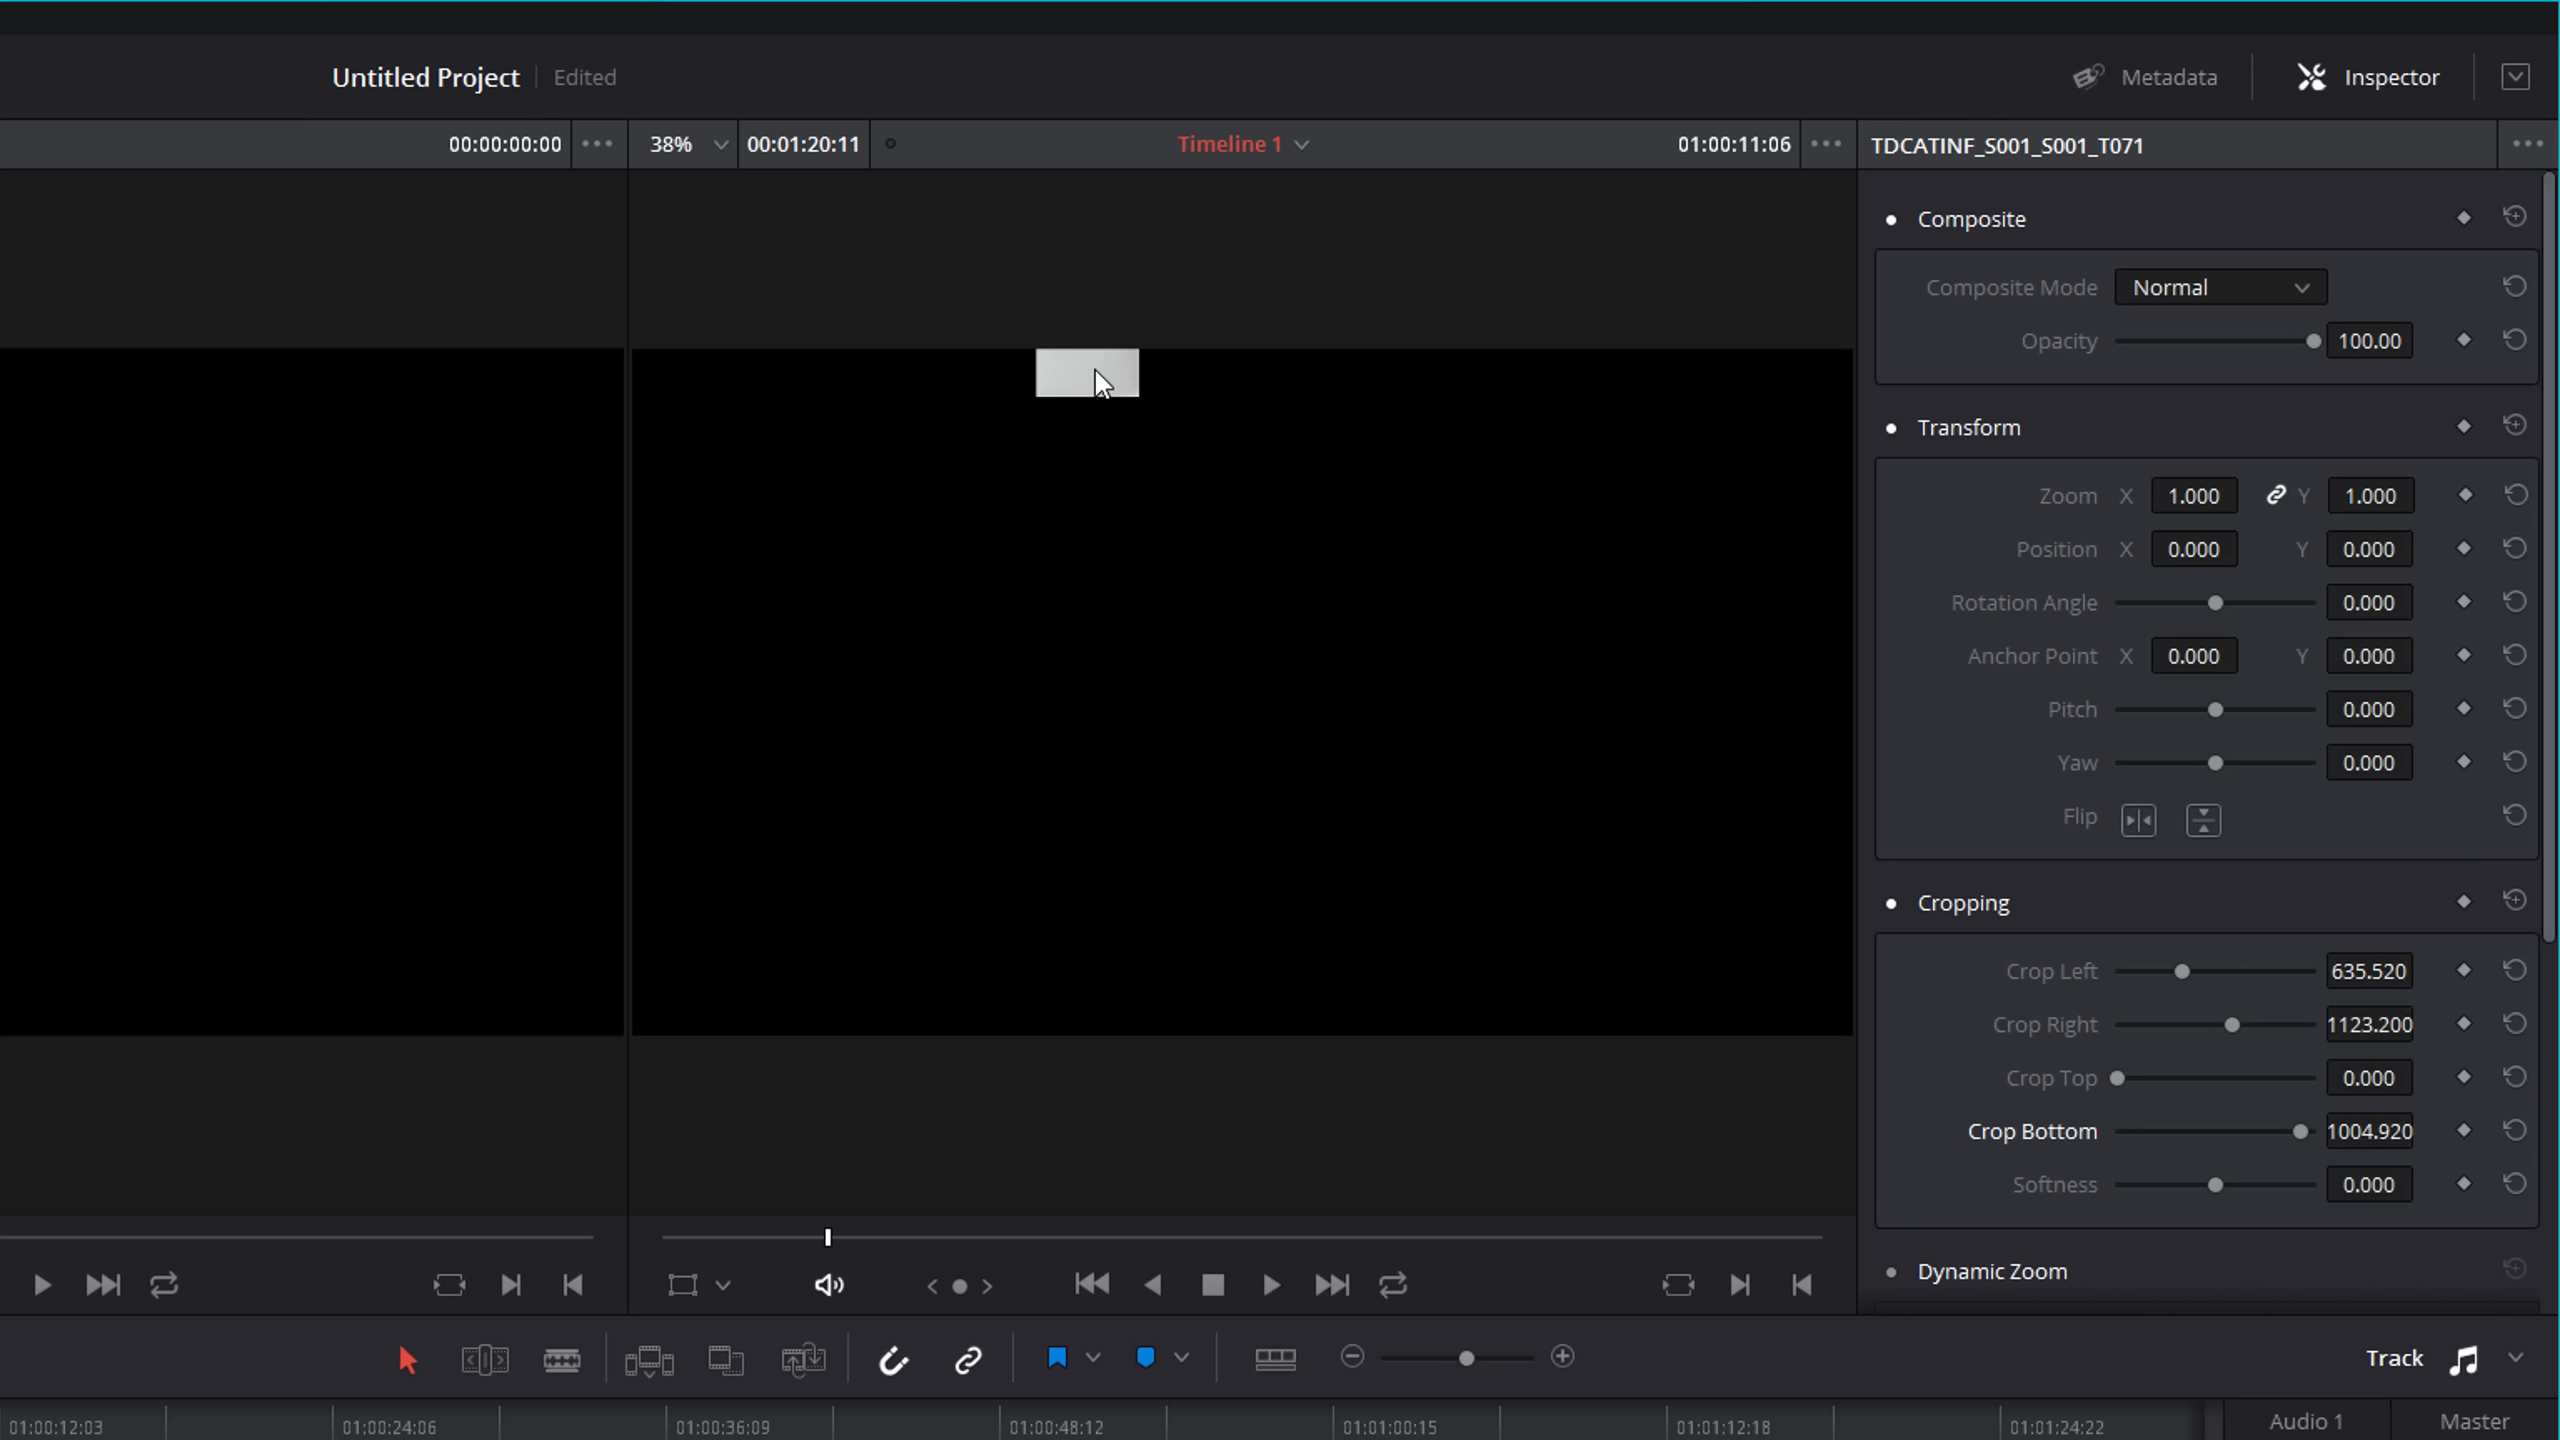 Untitled Project Edited Metadata Inspector
00:00:00:00 38% 00:01:20:11 Timeline 1 01:00:11:06 TDCATINF_S001_S001_T071
Composite
Composite Mode Normal
Opacity 100.00
Transform
Zoom X 1.000 Y 1.000
Position X 0.000 Y 0.000
Rotation Angle 0.000
Anchor Point X 0.000 Y 0.000
Pitch 0.000
Yaw 0.000
Flip
Cropping
Crop Left 635.520
Crop Right 1123.200
Crop Top 0.000
Crop Bottom 1004.920
Softness 0.000
Dynamic Zoom
Track
01:00:12:03 01:00:24:06 01:00:36:09 01:00:48:12 01:01:00:15 01:01:12:18 01:01:24:22 Audio 1 Master